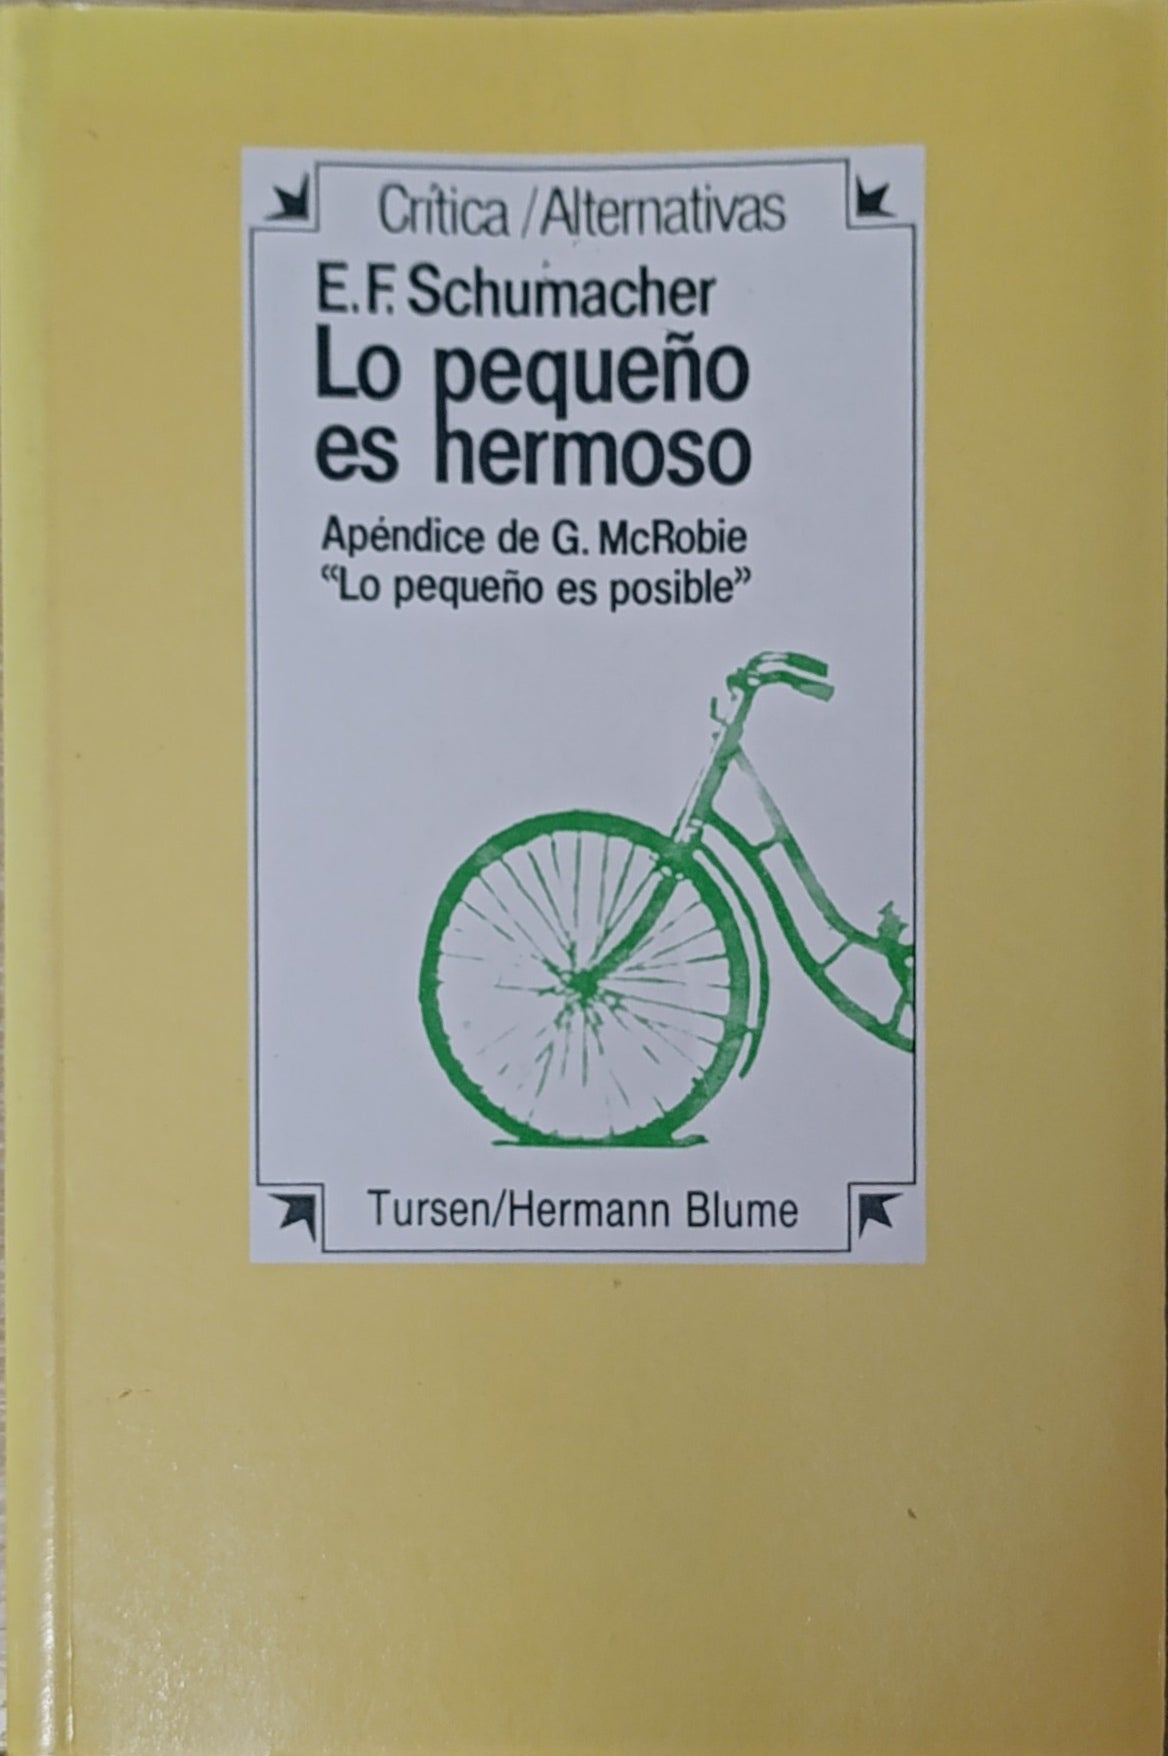 Crítica/Alternativas
E.F. Schumacher
Lo pequeño
es hermoso
Apéndice de G. McRobie
“Lo pequeño es posible”
Tursen/Hermann Blume